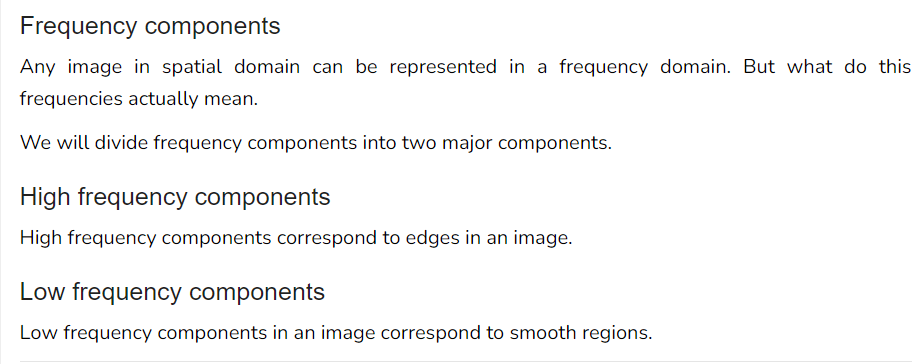 Frequency components
Any image in spatial domain can be represented in a frequency domain. But what do this
frequencies actually mean.
We will divide frequency components into two major components.
High frequency components
High frequency components correspond to edges in an image.
Low frequency components
Low frequency components in an image correspond to smooth regions.